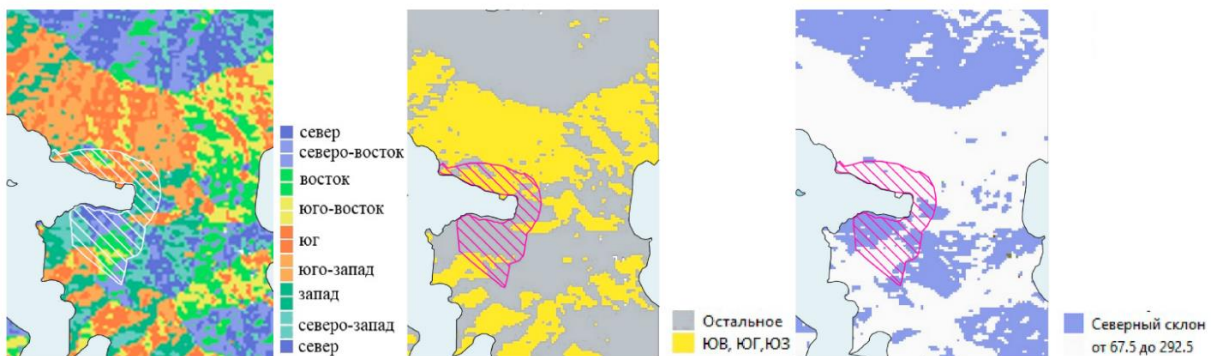 север
северо-восток
восток
юго-восток
юг
юго-запад
запад
северо-запад
север
Остальное
ЮВ, ЮГ,ЮЗ
Северный склон
от 67.5 до 292.5